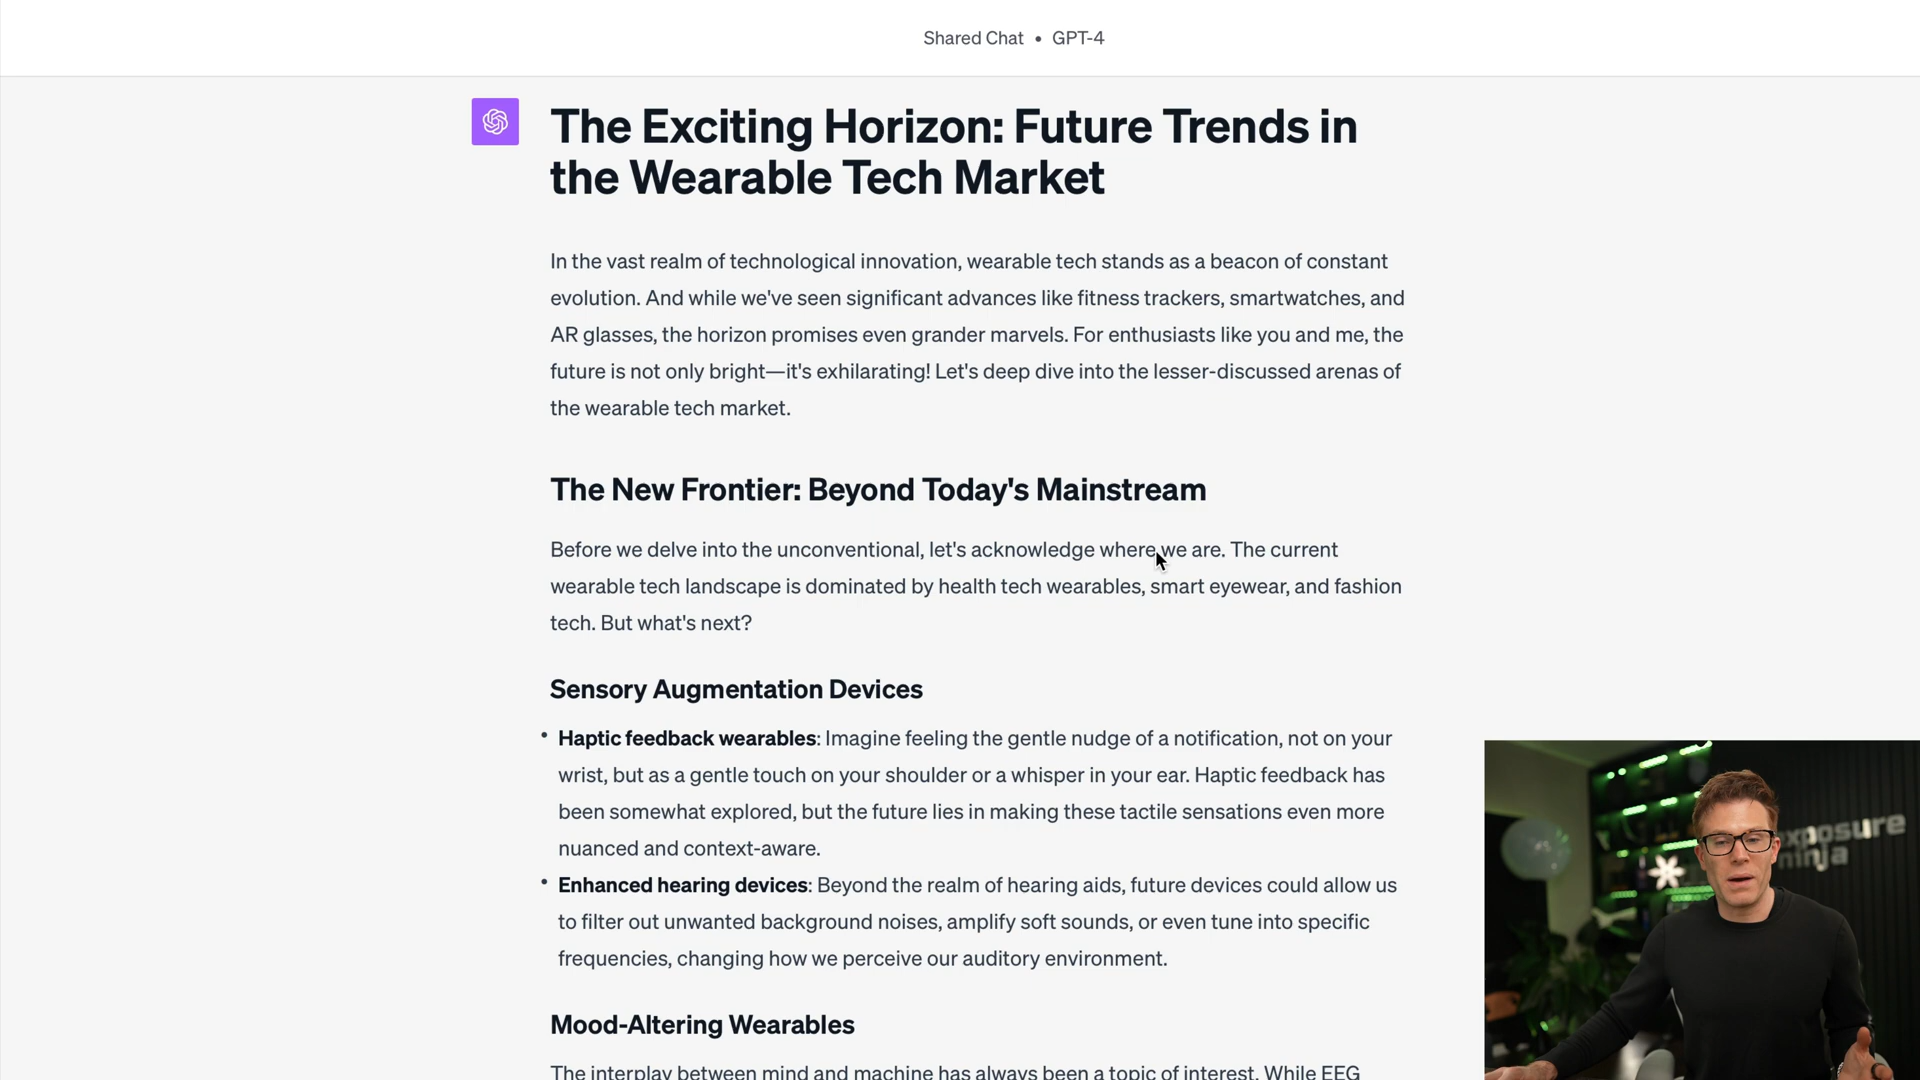 Shared Chat • GPT-4
The Exciting Horizon: Future Trends in
the Wearable Tech Market
In the vast realm of technological innovation, wearable tech stands as a beacon of constant
evolution. And while we've seen significant advances like fitness trackers, smartwatches, and
AR glasses, the horizon promises even grander marvels. For enthusiasts like you and me, the
future is not only bright—it's exhilarating! Let's deep dive into the lesser-discussed arenas of
the wearable tech market.
The New Frontier: Beyond Today's Mainstream
Before we delve into the unconventional, let's acknowledge where we are. The current
wearable tech landscape is dominated by health tech wearables, smart eyewear, and fashion
tech. But what's next?
Sensory Augmentation Devices
• Haptic feedback wearables: Imagine feeling the gentle nudge of a notification, not on your
wrist, but as a gentle touch on your shoulder or a whisper in your ear. Haptic feedback has
been somewhat explored, but the future lies in making these tactile sensations even more
nuanced and context-aware.
• Enhanced hearing devices: Beyond the realm of hearing aids, future devices could allow us
to filter out unwanted background noises, amplify soft sounds, or even tune into specific
frequencies, changing how we perceive our auditory environment.
Mood-Altering Wearables
The interplay between mind and machine has always been a topic of interest. While EEG
exposure
ninja